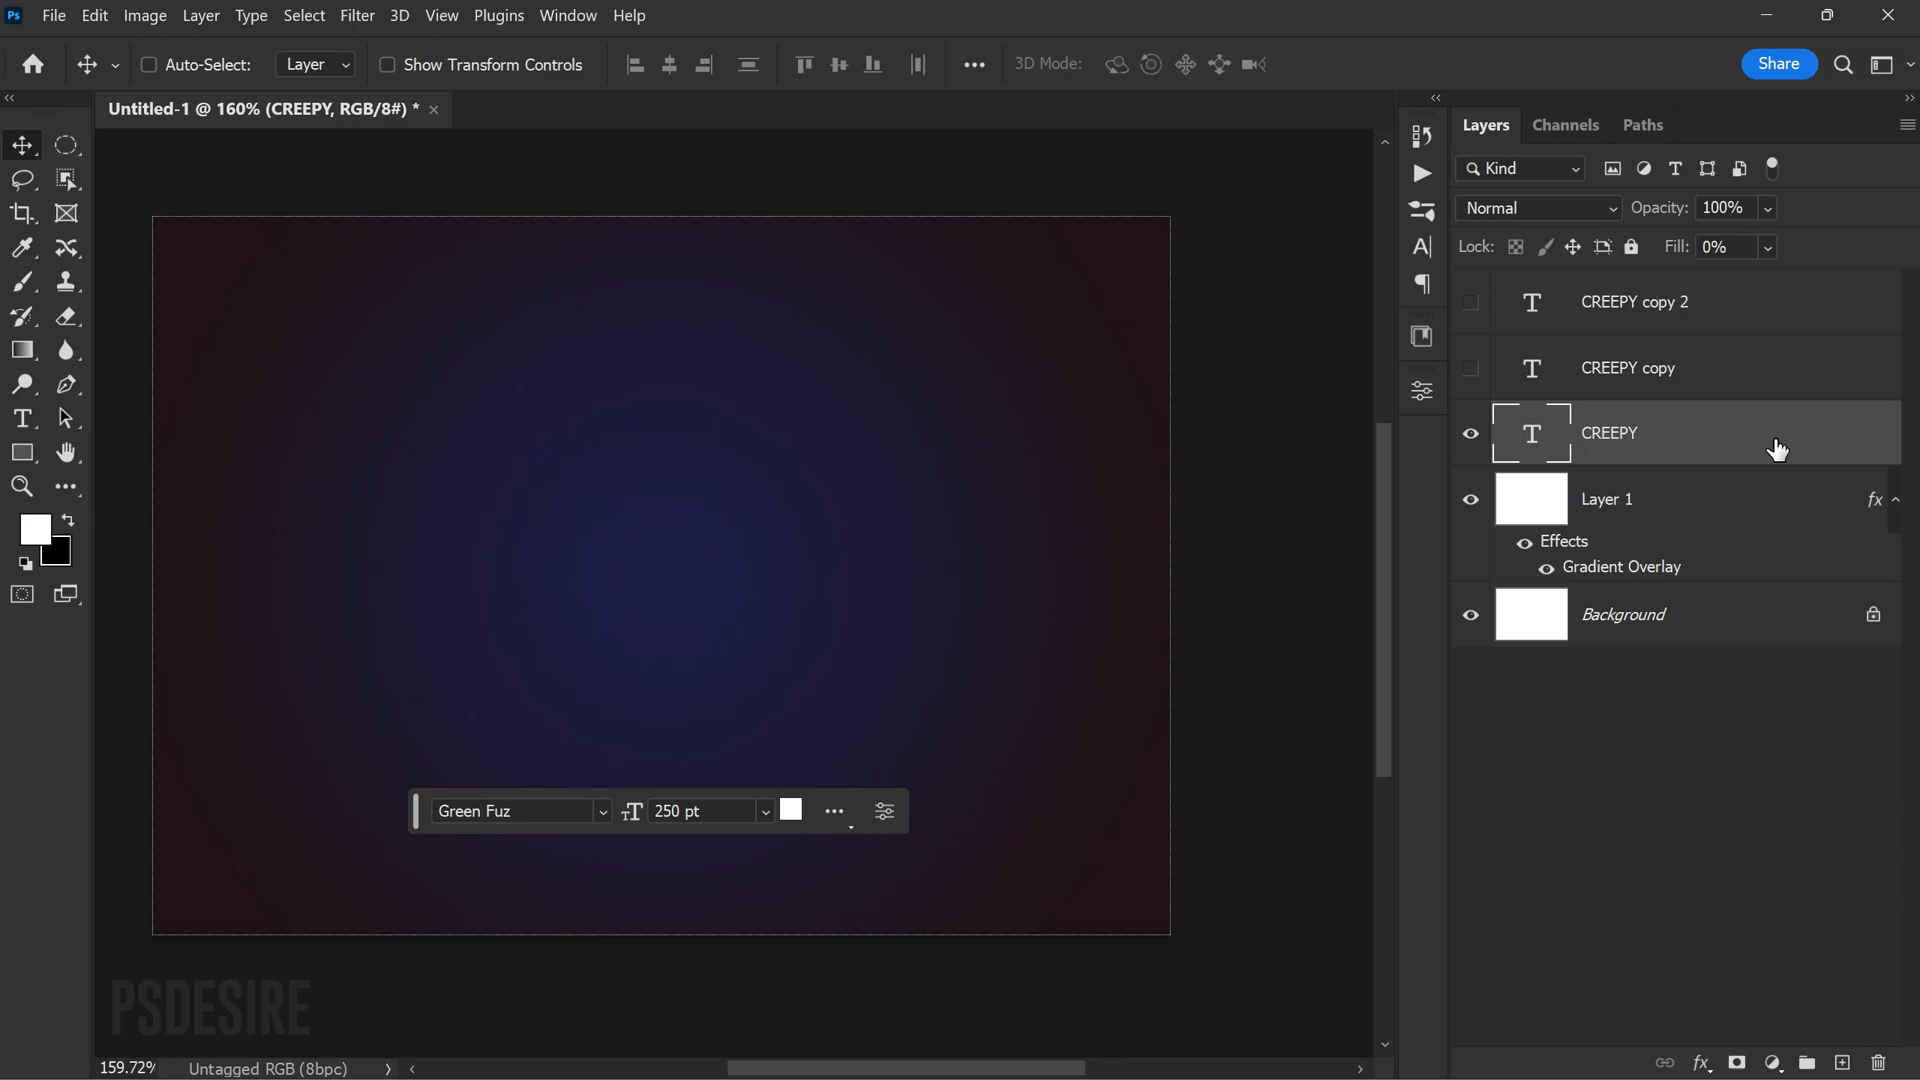 Ps File Edit Image Layer Type Select Filter 3D View Plugins Window Help
Auto-Select: Layer Show Transform Controls 3D Mode: Share
Untitled-1 @ 160% (CREEPY, RGB/8#) *
Layers Channels Paths
Kind
Normal Opacity: 100%
Lock: Fill: 0%
CREEPY copy 2
CREEPY copy
CREEPY
Layer 1 fx
Effects
Gradient Overlay
Background
Green Fuz 250 pt
PSDESIRE
159.72% Untagged RGB (8bpc)
fx